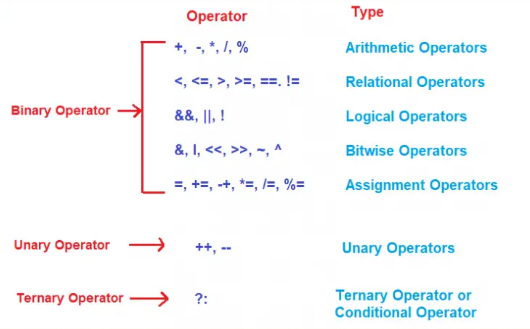 Operator Type
+, -, *, /, % Arithmetic Operators
<, <=, >, >=, ==. != Relational Operators
Binary Operator
&&, ||, ! Logical Operators
&, |, <<, >>, ~, ^ Bitwise Operators
=, +=, -+, *=, /=, %= Assignment Operators
Unary Operator ++, -- Unary Operators
Ternary Operator ?: Ternary Operator or
Conditional Operator